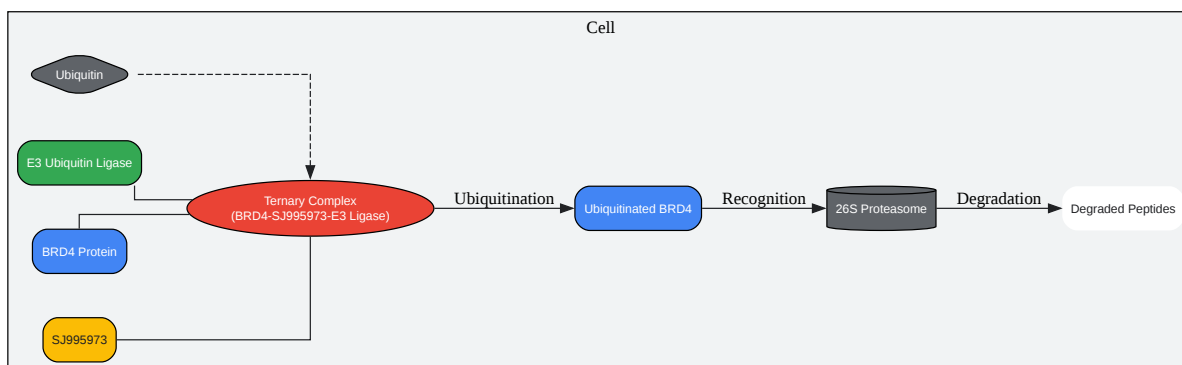 Cell
Ubiquitin
E3 Ubiquitin Ligase
Ternary Complex
(BRD4-SJ995973-E3 Ligase)
Ubiquitination
Ubiquitinated BRD4
Recognition
26S Proteasome
Degradation
Degraded Peptides
BRD4 Protein
SJ995973